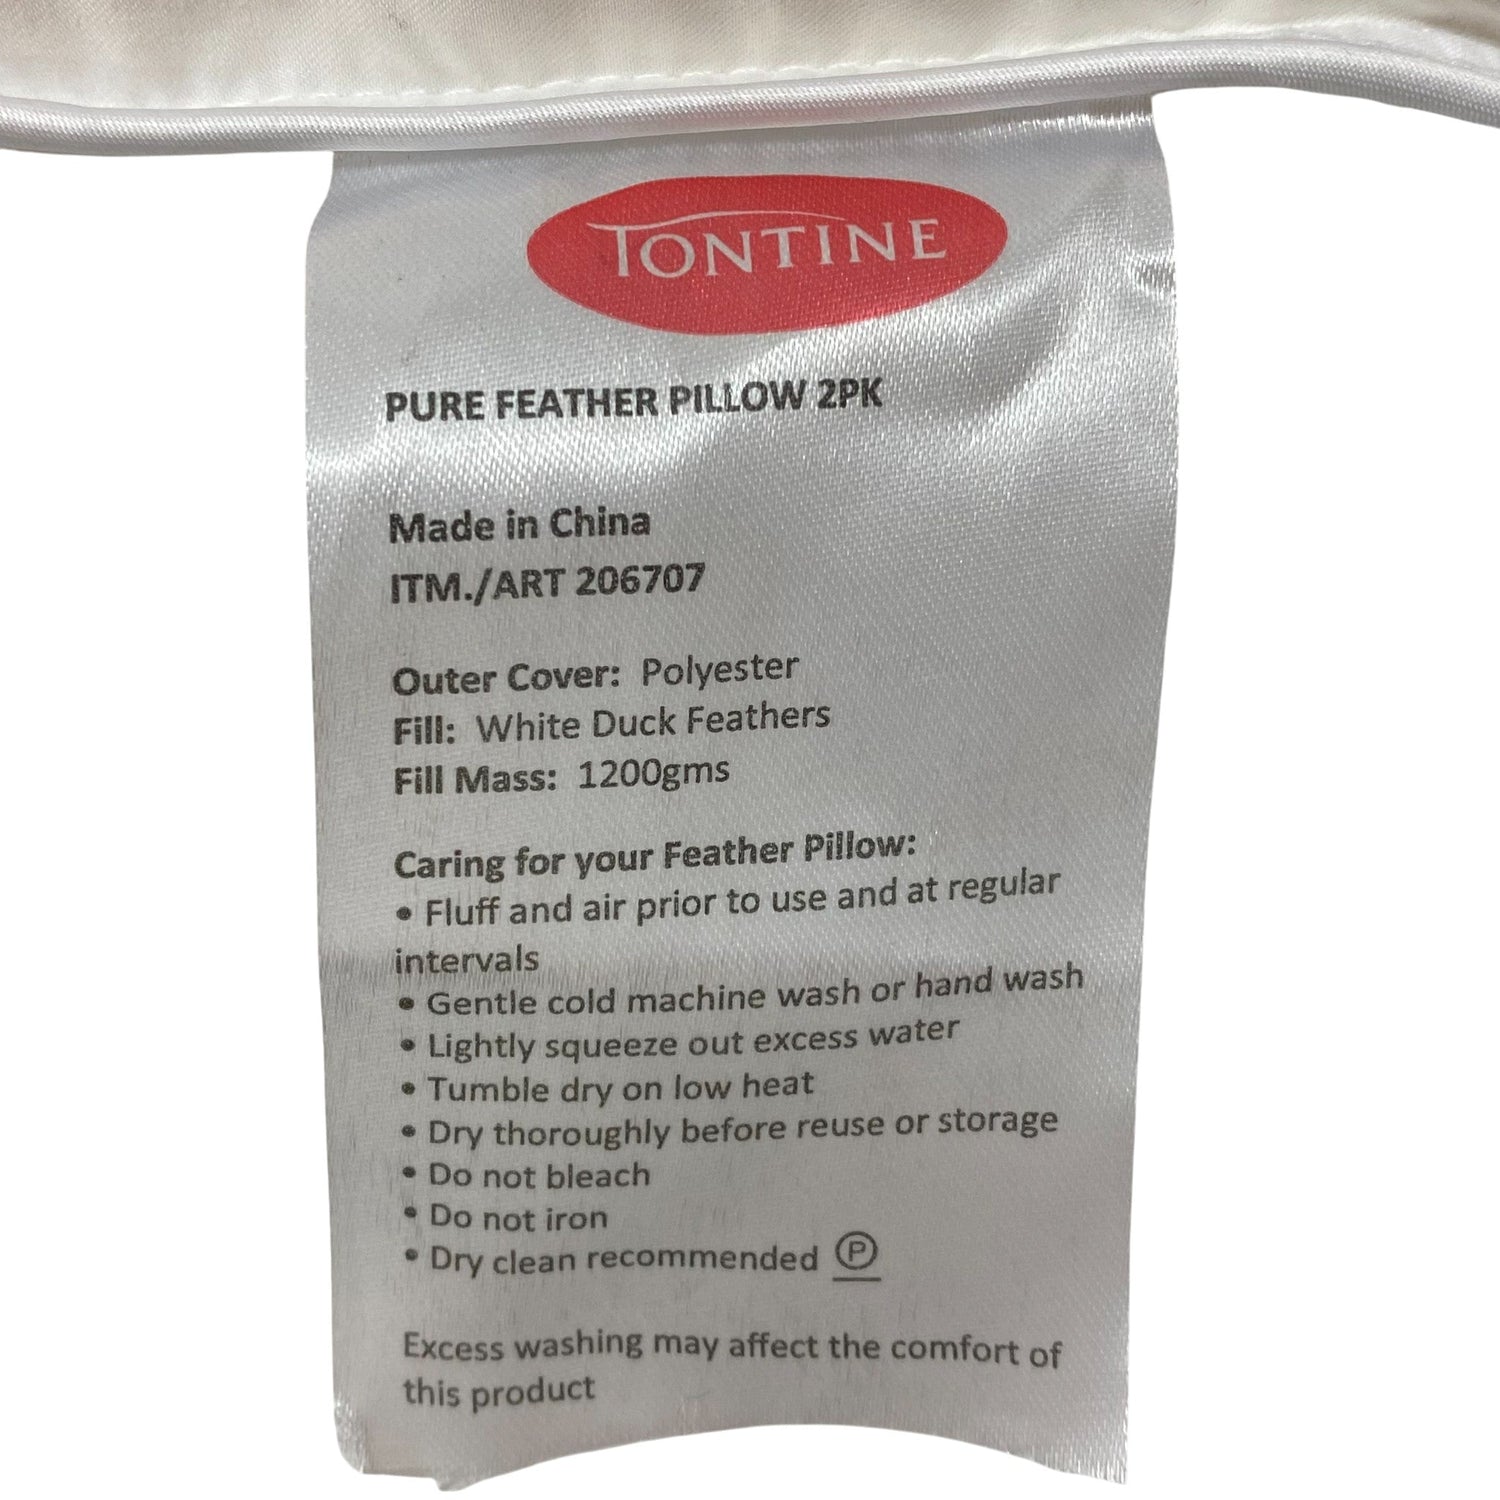 TONTINE
PURE FEATHER PILLOW 2PK
Made in China
ITM./ART 206707
Outer Cover: Polyester
Fill: White Duck Feathers
Fill Mass: 1200gms
Caring for your Feather Pillow:
• Fluff and air prior to use and at regular
intervals
• Gentle cold machine wash or hand wash
• Lightly squeeze out excess water
• Tumble dry on low heat
• Dry thoroughly before reuse or storage
• Do not bleach
• Do not iron
• Dry clean recommended Ⓟ
Excess washing may affect the comfort of
this product